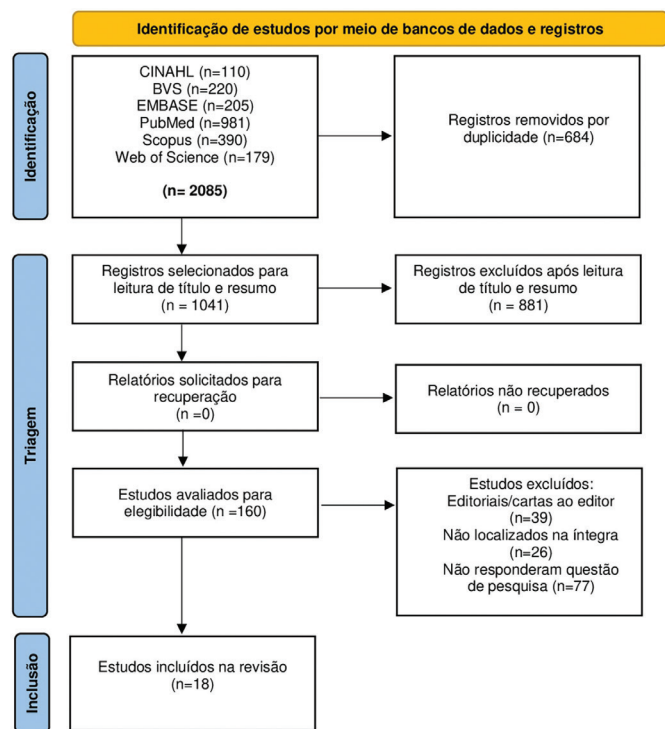 Identificação de estudos por meio de bancos de dados e registros
Identificação
CINAHL (n=110)
BVS (n=220)
EMBASE (n=205)
PubMed (n=981)
Scopus (n=390)
Web of Science (n=179)
(n= 2085)
Registros removidos por
duplicidade (n=684)
Triagem
Registros selecionados para
leitura de título e resumo
(n = 1041)
Registros excluídos após leitura
de título e resumo
(n = 881)
Relatórios solicitados para
recuperação
(n =0)
Relatórios não recuperados
(n = 0)
Estudos avaliados para
elegibilidade (n =160)
Estudos excluídos:
Editoriais/cartas ao editor
(n=39)
Não localizados na íntegra
(n=26)
Não responderam questão
de pesquisa (n=77)
Inclusão
Estudos incluídos na revisão
(n=18)